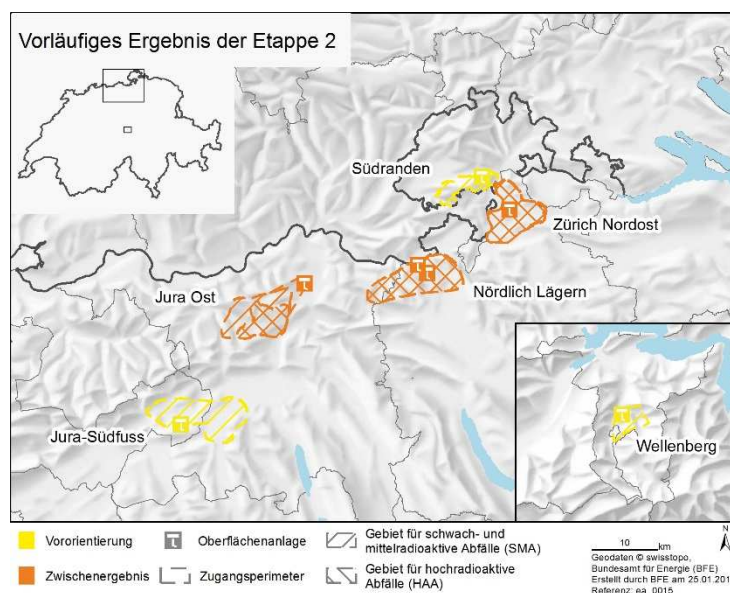 Vorläufiges Ergebnis der Etappe 2
Südranden
Zürich Nordost
Jura Ost
Nördlich Lägern
Jura-Südfuss
Wellenberg
Vororientierung
Oberflächenanlage
Gebiet für schwach- und
mittelradioaktive Abfälle (SMA)
Zwischenergebnis
Zugangsperimeter
Gebiet für hochradioaktive
Abfälle (HAA)
10 km
N
Geodaten © swisstopo,
Bundesamt für Energie (BFE)
Erstellt durch BFE am 25.01.201
Referenz: ea_0015